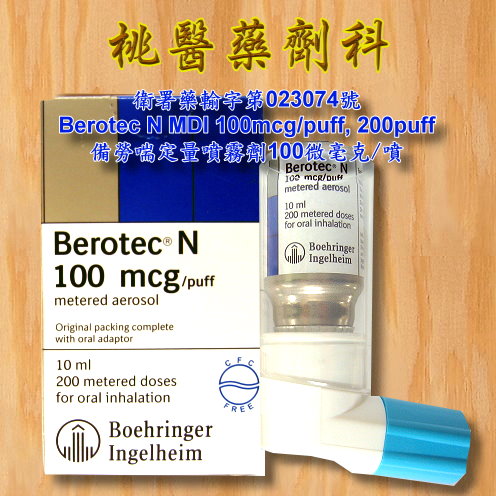 桃醫藥劑科
衛署藥輸字第023074號
Berotec N MDI 100mcg/puff, 200puff
備勞喘定量噴霧劑100微毫克/噴
Berotec® N
100 mcg/puff
metered aerosol
Original packing complete
with oral adaptor
10 ml
200 metered doses
for oral inhalation
CFC
FREE
Boehringer
Ingelheim
Berotec® N
100 mcg/puff
metered aerosol
10 ml
200 metered doses
for oral inhalation
Boehringer
Ingelheim